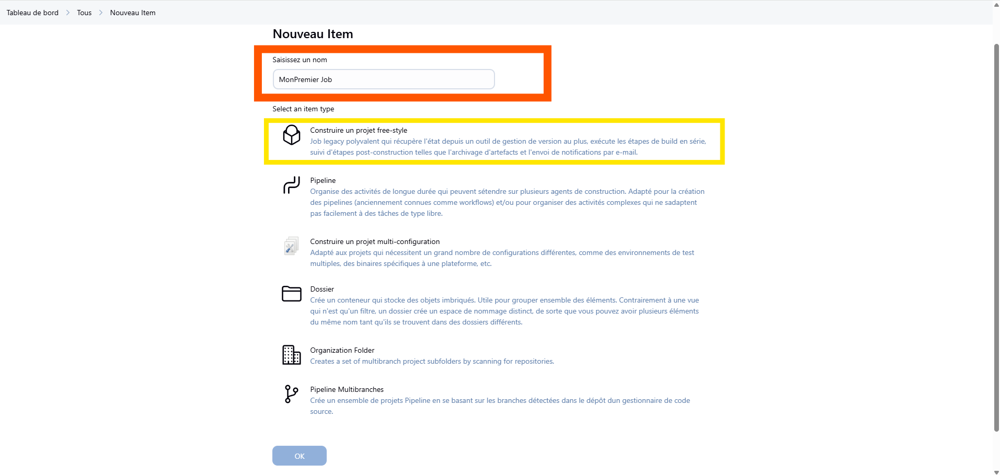 Tableau de bord > Tous > Nouveau Item
Nouveau Item
Saisissez un nom
MonPremier Job
Select an item type
Construire un projet free-style
Job legacy polyvalent qui récupère l'état depuis un outil de gestion de version au plus, exécute les étapes de build en série,
suivi d'étapes post-construction telles que l'archivage d'artefacts et l'envoi de notifications par e-mail.
Pipeline
Organise des activités de longue durée qui peuvent sétendre sur plusieurs agents de construction. Adapté pour la création
des pipelines (anciennement connues comme workflows) et/ou pour organiser des activités complexes qui ne sadaptent
pas facilement à des tâches de type libre.
Construire un projet multi-configuration
Adapté aux projets qui nécessitent un grand nombre de configurations différentes, comme des environnements de test
multiples, des binaires spécifiques à une plateforme, etc.
Dossier
Crée un conteneur qui stocke des objets imbriqués. Utile pour grouper ensemble des éléments. Contrairement à une vue
qui n'est qu'un filtre, un dossier crée un espace de nommage distinct, de sorte que vous pouvez avoir plusieurs éléments
du même nom tant qu'ils se trouvent dans des dossiers différents.
Organization Folder
Creates a set of multibranch project subfolders by scanning for repositories.
Pipeline Multibranches
Crée un ensemble de projets Pipeline en se basant sur les branches détectées dans le dépôt dun gestionnaire de code
source.
OK